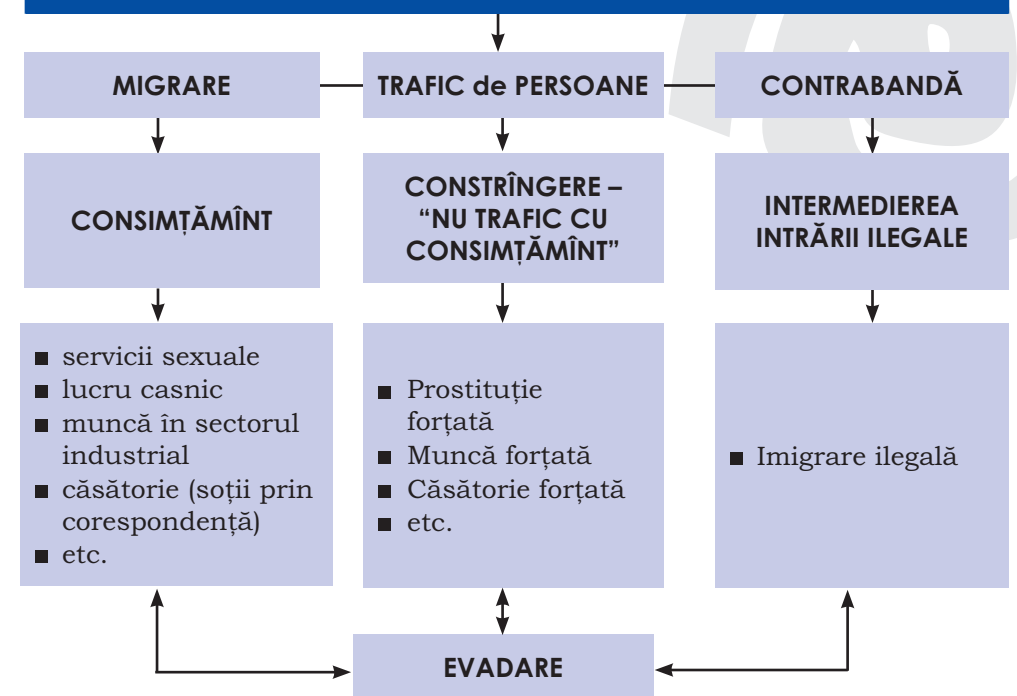 MIGRARE
TRAFIC de PERSOANE
CONTRABANDĂ
CONSIMȚĂMÎNT
CONSTRÎNGERE –
“NU TRAFIC CU
CONSIMȚĂMÎNT”
INTERMEDIEREA
INTRĂRII ILEGALE
■ servicii sexuale
■ lucru casnic
■ muncă în sectorul
industrial
■ căsătorie (soții prin
corespondență)
■ etc.
■ Prostituție
forțată
■ Muncă forțată
■ Căsătorie forțată
■ etc.
■ Imigrare ilegală
EVADARE